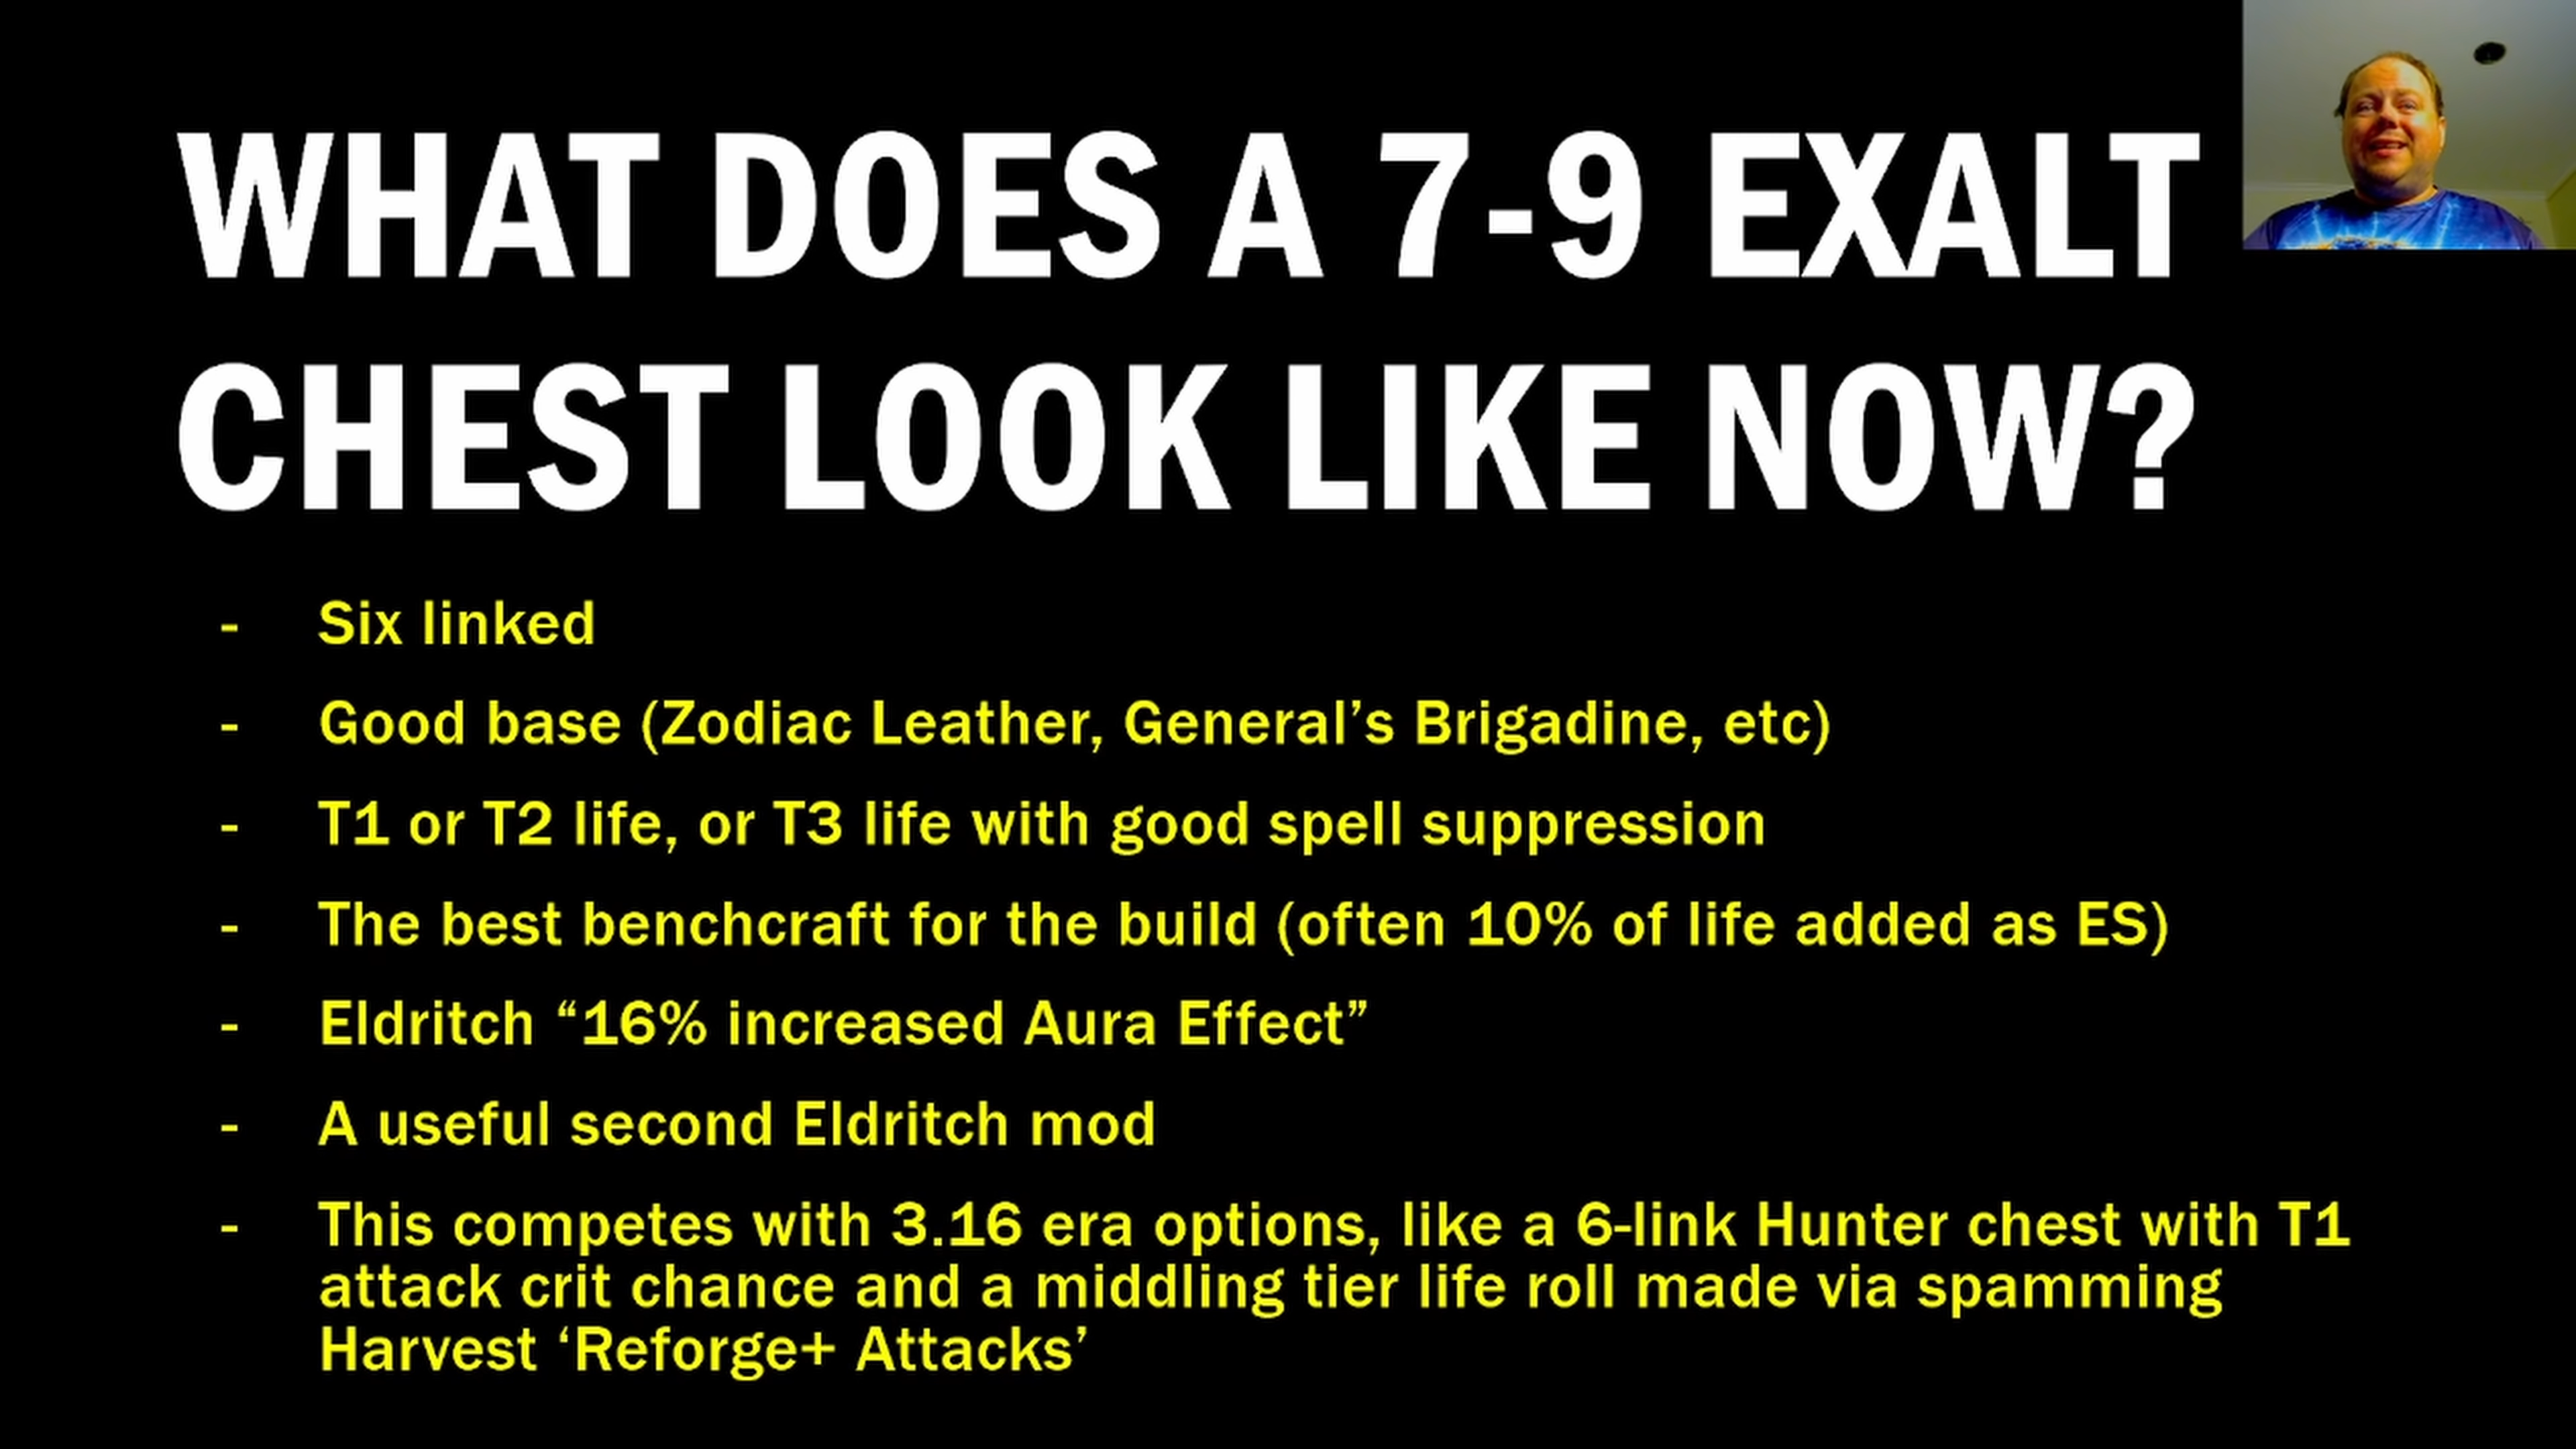 WHAT DOES A 7-9 EXALT
CHEST LOOK LIKE NOW?
- Six linked
- Good base (Zodiac Leather, General’s Brigadine, etc)
- T1 or T2 life, or T3 life with good spell suppression
- The best benchcraft for the build (often 10% of life added as ES)
- Eldritch “16% increased Aura Effect”
- A useful second Eldritch mod
- This competes with 3.16 era options, like a 6-link Hunter chest with T1
attack crit chance and a middling tier life roll made via spamming
Harvest ‘Reforge+ Attacks’